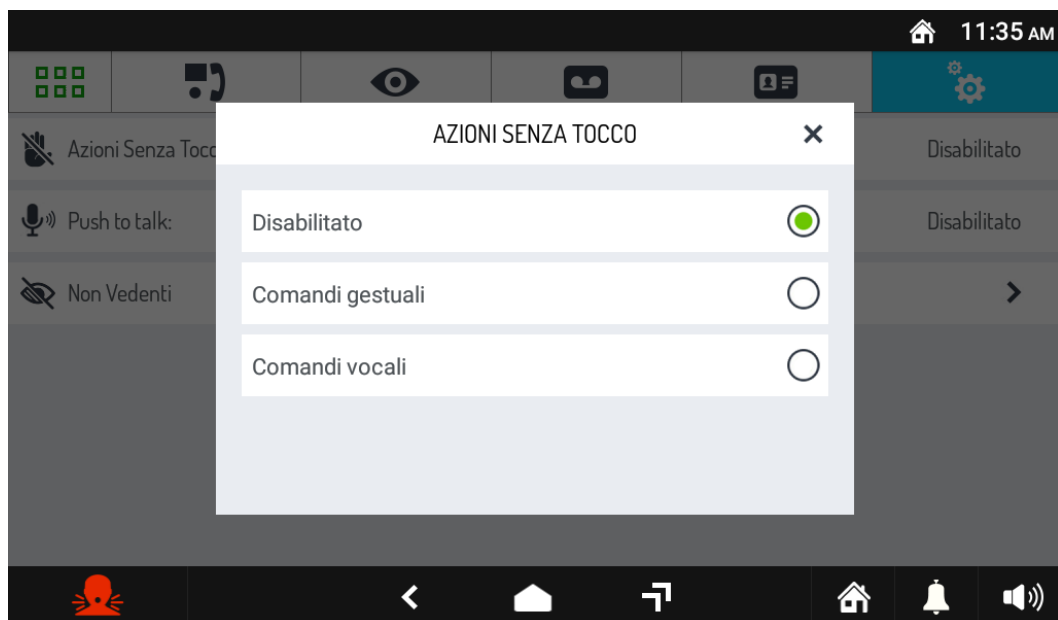 11:35 AM
AZIONI SENZA TOCCO
Azioni Senza Tocc
Disabilitato
Disabilitato
Push to talk:
Disabilitato
Non Vedenti
Comandi gestuali
Comandi vocali